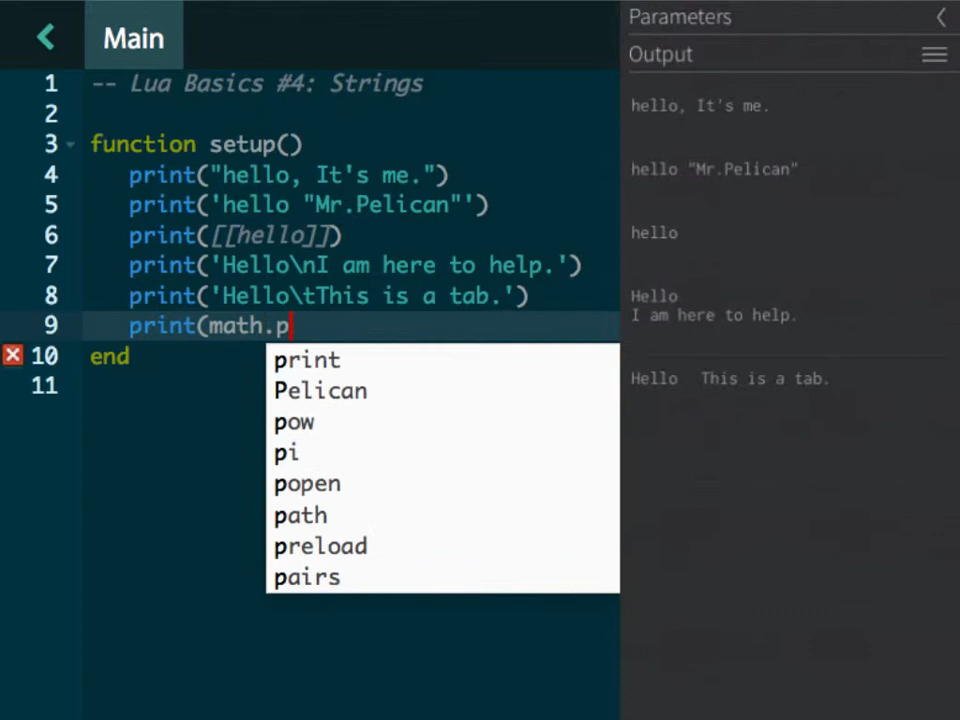 Main
1 -- Lua Basics #4: Strings
2
3 function setup()
4 print("hello, It's me.")
5 print('hello "Mr.Pelican"')
6 print([[hello]])
7 print('Hello\nI am here to help.')
8 print('Hello\tThis is a tab.')
9 print(math.p
10 end
11
print
Pelican
pow
pi
popen
path
preload
pairs
Parameters
Output
hello, It's me.
hello "Mr.Pelican"
hello
Hello
I am here to help.
Hello This is a tab.